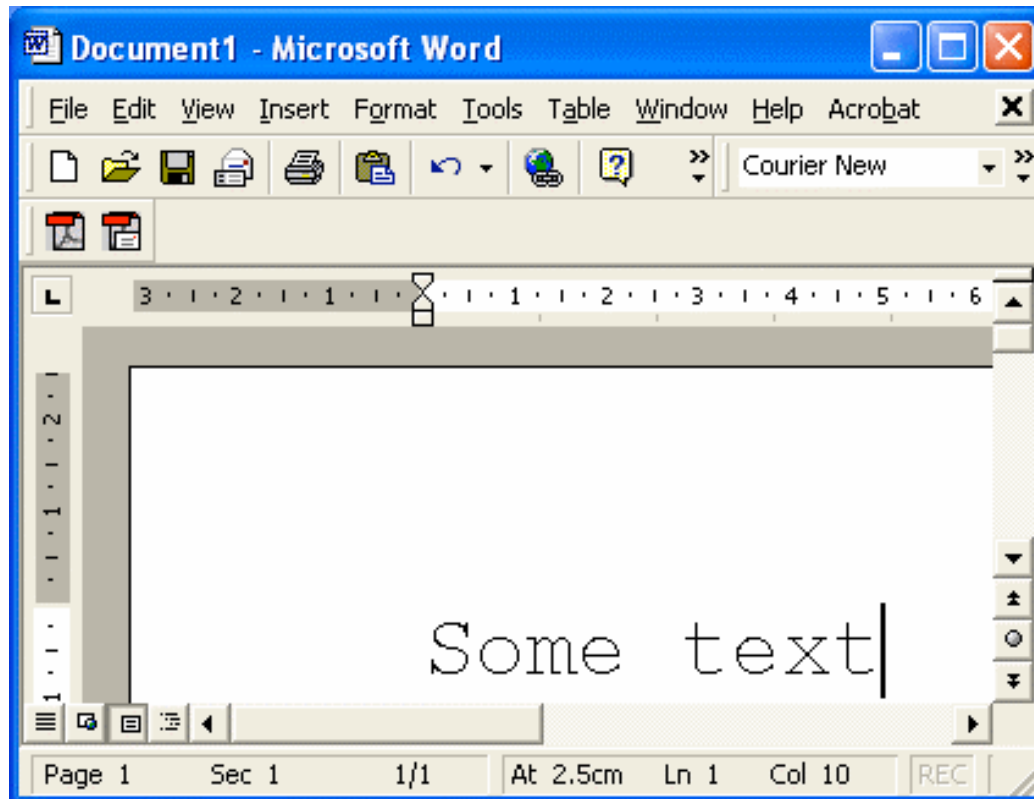 Document1 - Microsoft Word
File Edit View Insert Format Tools Table Window Help Acrobat
Courier New
3 2 1 1 2 3 4 5 6
2
1
Some text
1
Page 1 Sec 1 1/1 At 2.5cm Ln 1 Col 10 REC